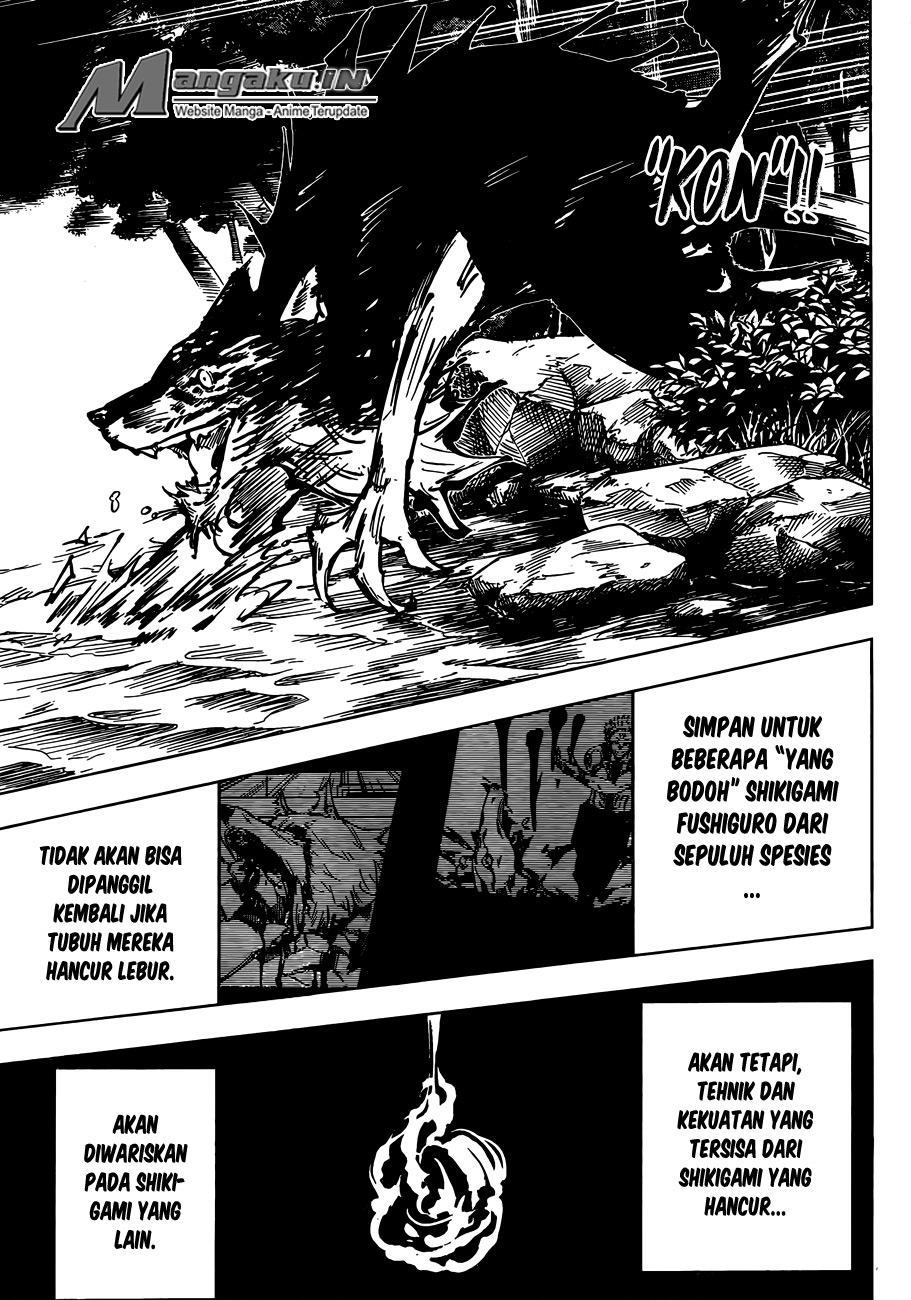 Mangaku.in
Website Manga - Anime Terupdate
"KON"!!
SIMPAN UNTUK
BEBERAPA "YANG
BODOH" SHIKIGAMI
FUSHIGURO DARI
SEPULUH SPESIES
...
TIDAK AKAN BISA
DIPANGGIL
KEMBALI JIKA
TUBUH MEREKA
HANCUR LEBUR.
AKAN TETAPI,
TEHNIK DAN
KEKUATAN YANG
TERSISA DARI
SHIKIGAMI YANG
HANCUR...
AKAN
DIWARISKAN
PADA SHIKI-
GAMI YANG
LAIN.